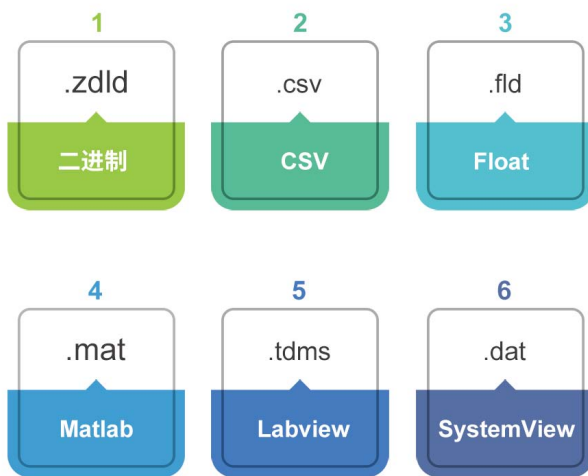 1
2
3
.zdld
.csv
.fld
二进制
CSV
Float
4
5
6
.mat
.tdms
.dat
Matlab
Labview
SystemView